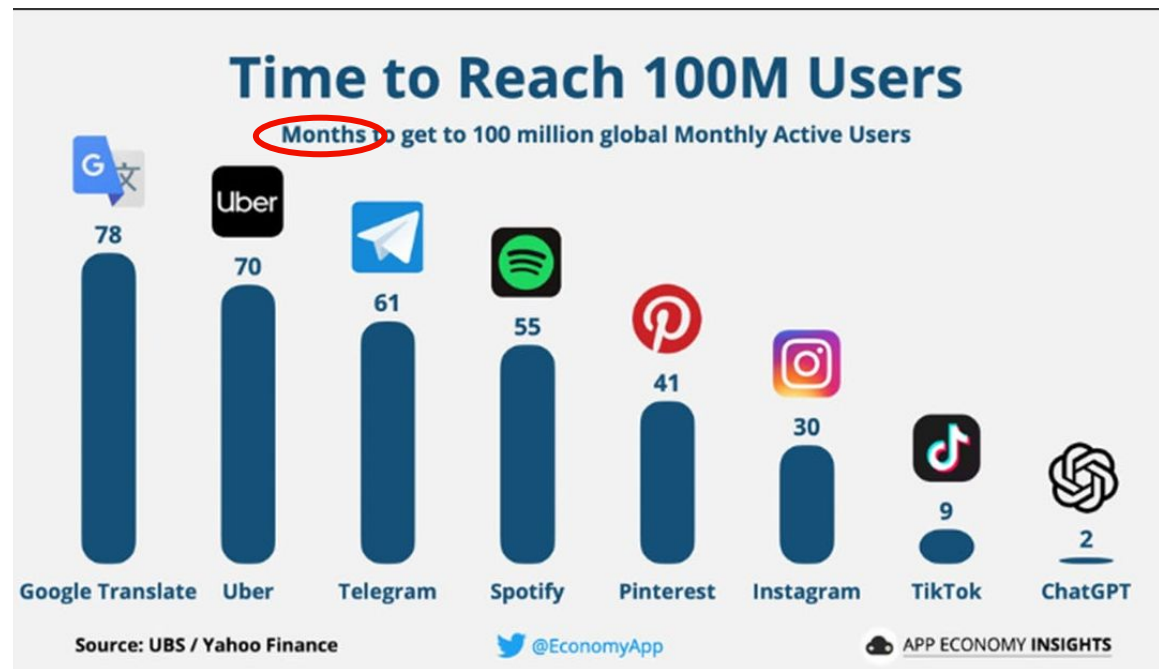 Time to Reach 100M Users
Months to get to 100 million global Monthly Active Users
G 文
Uber
78
70
61
55
41
30
9
2
Google Translate Uber Telegram Spotify Pinterest Instagram TikTok ChatGPT
Source: UBS / Yahoo Finance @EconomyApp APP ECONOMY INSIGHTS